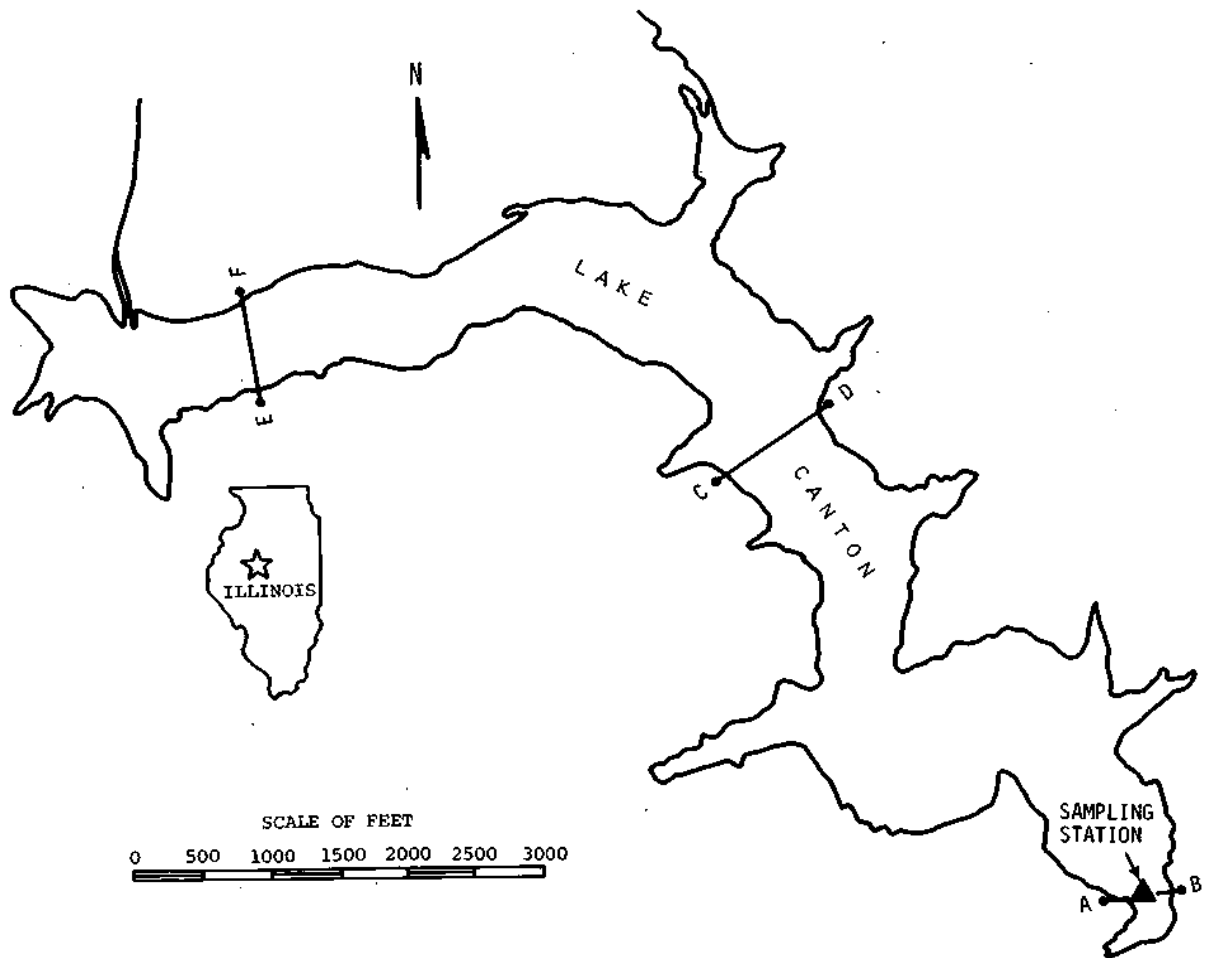 N
F
E
LAKE
D
C
CANTON
ILLINOIS
SCALE OF FEET
0 500 1000 1500 2000 2500 3000
SAMPLING
STATION
A
B